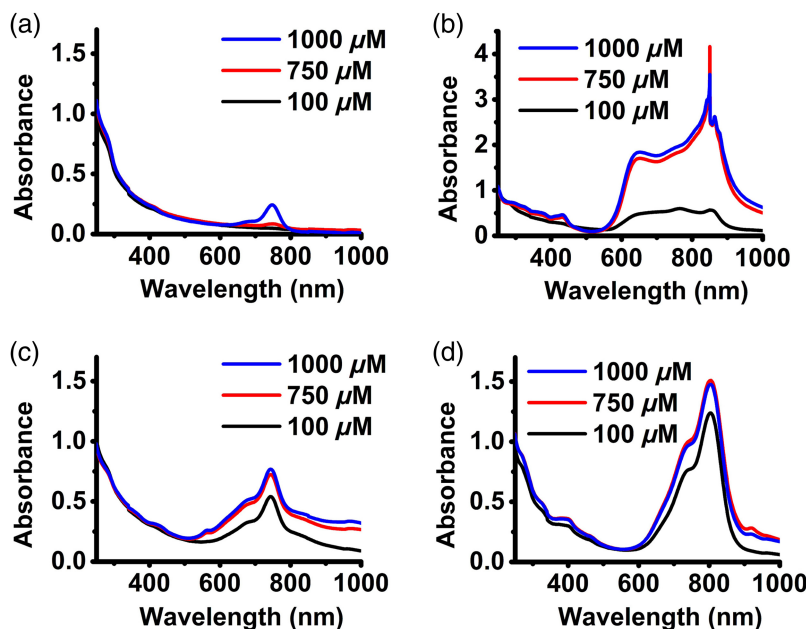 (a)
1.5
1.0
0.5
0.0
Absorbance
1000 µM
750 µM
100 µM
400 600 800 1000
Wavelength (nm)
(b)
4
3
2
1
0
Absorbance
1000 µM
750 µM
100 µM
400 600 800 1000
Wavelength (nm)
(c)
1.5
1.0
0.5
0.0
Absorbance
1000 µM
750 µM
100 µM
400 600 800 1000
Wavelength (nm)
(d)
1.5
1.0
0.5
0.0
Absorbance
1000 µM
750 µM
100 µM
400 600 800 1000
Wavelength (nm)